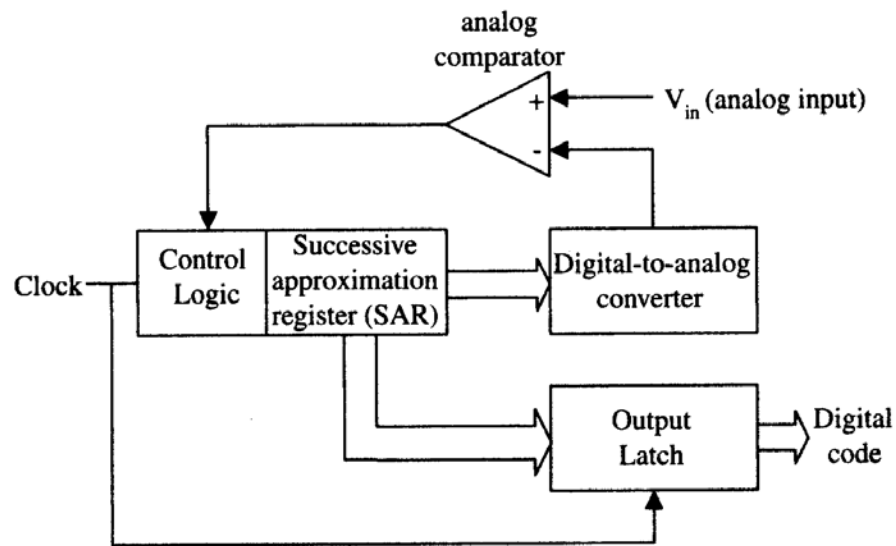 analog
comparator
+
V_in (analog input)
-
Clock
Control
Logic
Successive
approximation
register (SAR)
Digital-to-analog
converter
Output
Latch
Digital
code